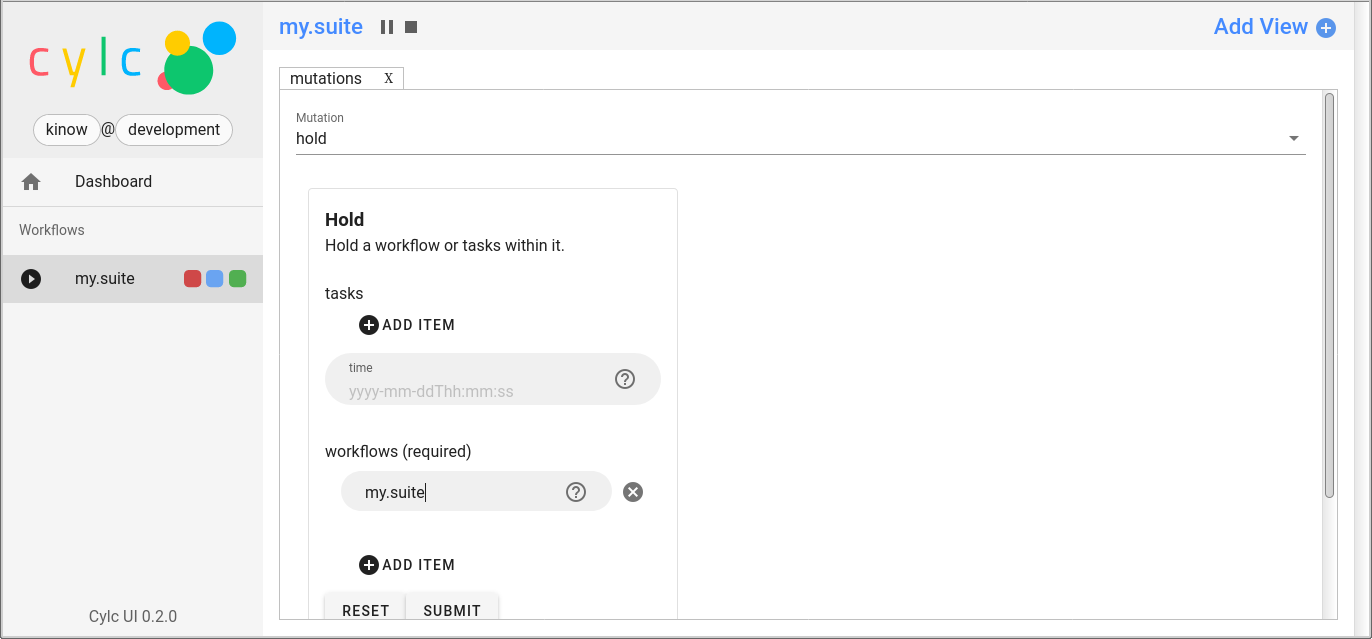 cylc
kinow@development
Dashboard
Workflows
my.suite
Cylc UI 0.2.0
my.suite
Add View
mutations X
Mutation
hold
Hold
Hold a workflow or tasks within it.
tasks
ADD ITEM
time
yyyy-mm-ddThh:mm:ss
workflows (required)
my.suite
ADD ITEM
RESET SUBMIT